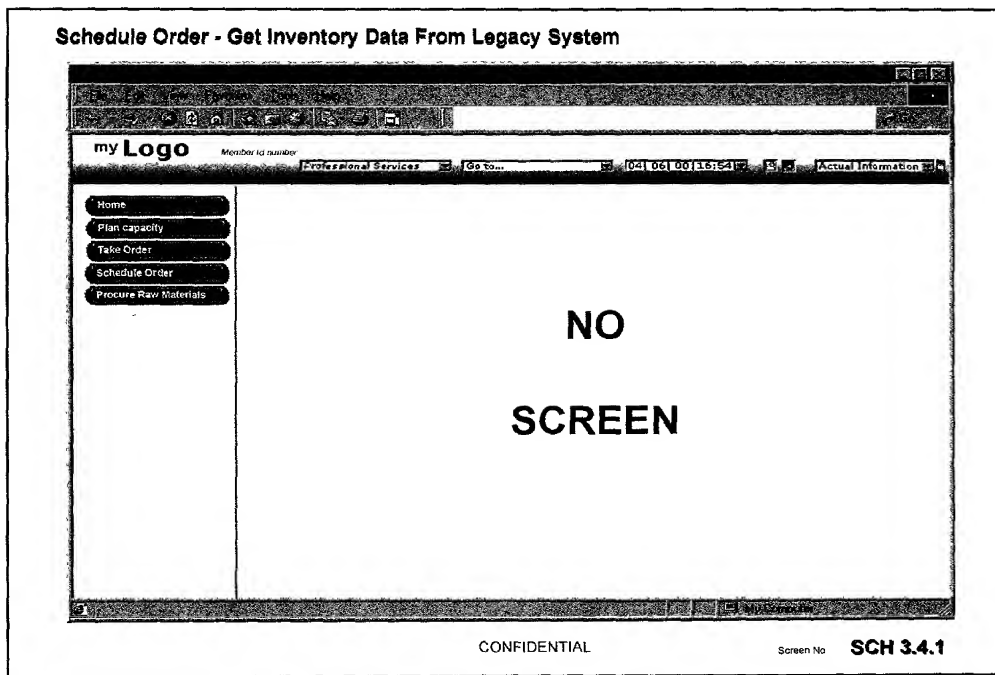 Schedule Order - Get Inventory Data From Legacy System
my Logo
Member id number
Professional Services Go to... 04 06 00 16:54 Actual Information
Home
Plan capacity
Take Order
Schedule Order
Procure Raw Materials
NO
SCREEN
My Computer
CONFIDENTIAL
Screen No SCH 3.4.1